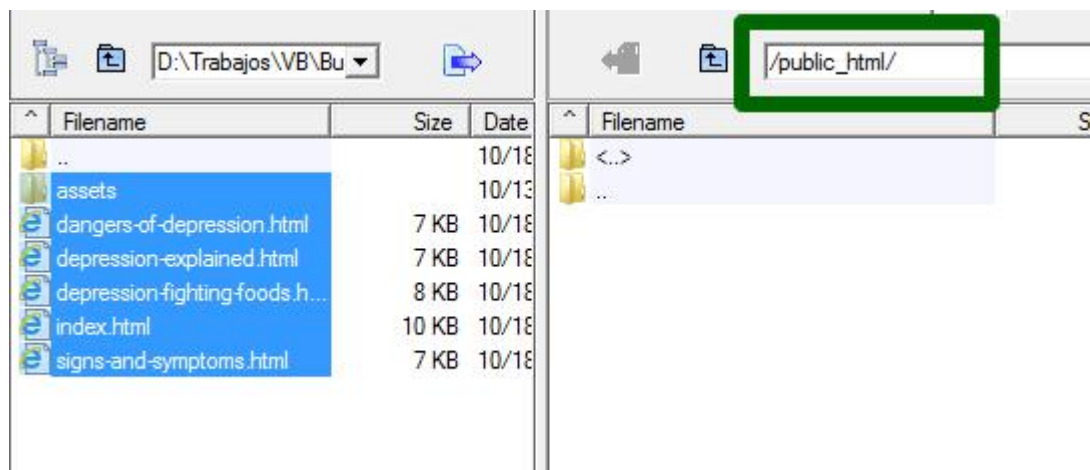 D:\Trabajos\VB\Bu
/public_html/
Filename Size Date
..
10/18
assets 10/13
dangers-of-depression.html 7 KB 10/18
depression-explained.html 7 KB 10/18
depression-fighting-foods.h... 8 KB 10/18
index.html 10 KB 10/18
signs-and-symptoms.html 7 KB 10/18
Filename S
<..>
..